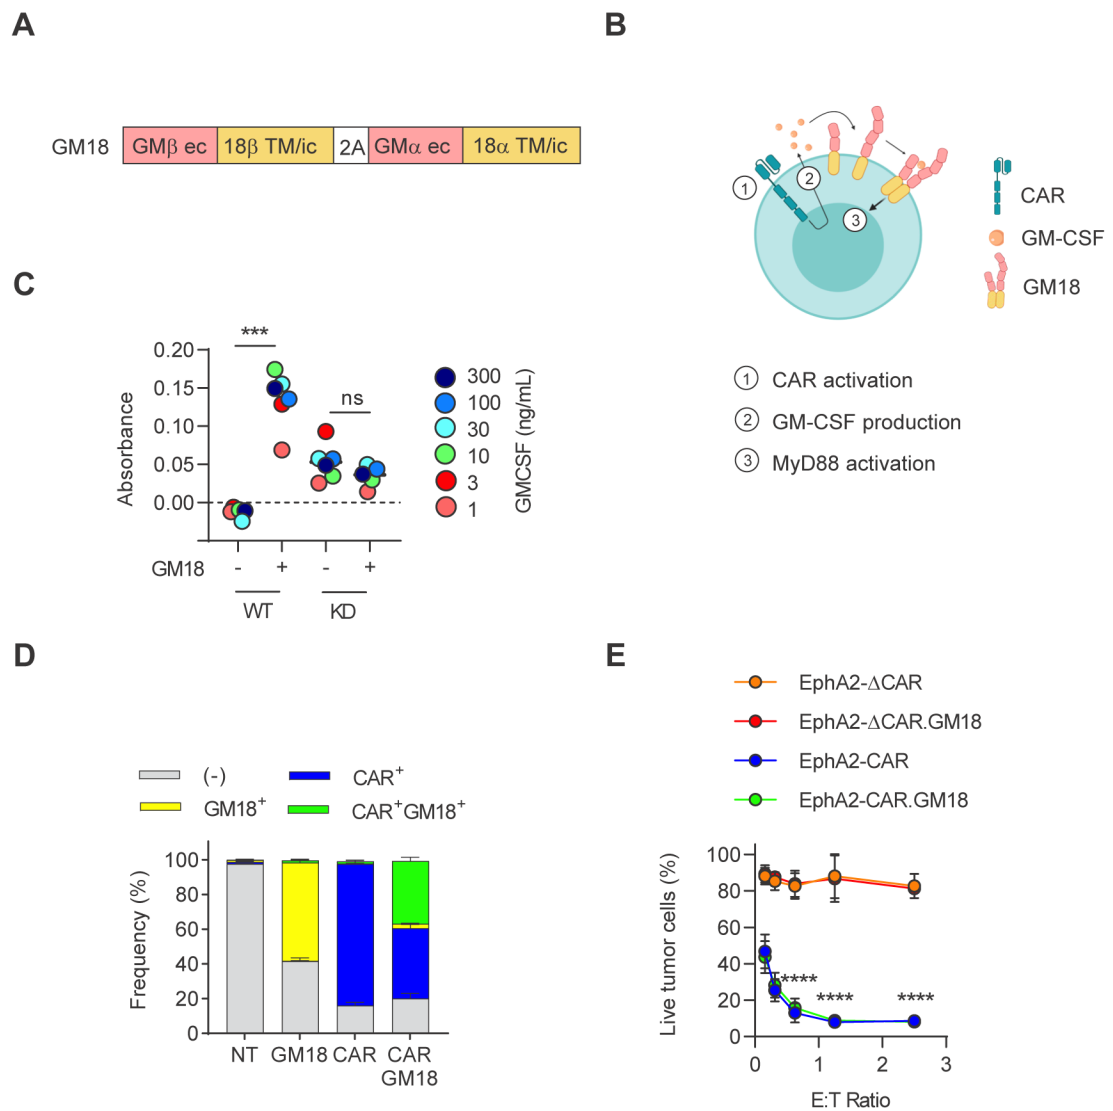 A
GM18
GMβ ec
18β TM/ic
2A
GMα ec
18α TM/ic
B
1
2
3
CAR
GM-CSF
GM18
1 CAR activation
2 GM-CSF production
3 MyD88 activation
C
Absorbance
0.20
0.15
0.10
0.05
0.00
***
ns
GM18
- + - +
WT KD
300
100
30
10
3
1
GMCSF (ng/mL)
D
(-)
CAR+
GM18+
CAR+GM18+
Frequency (%)
100
80
60
40
20
0
NT GM18 CAR CAR
GM18
E
EphA2-ΔCAR
EphA2-ΔCAR.GM18
EphA2-CAR
EphA2-CAR.GM18
Live tumor cells (%)
100
80
60
40
20
0
**** **** ****
0 1 2 3
E:T Ratio